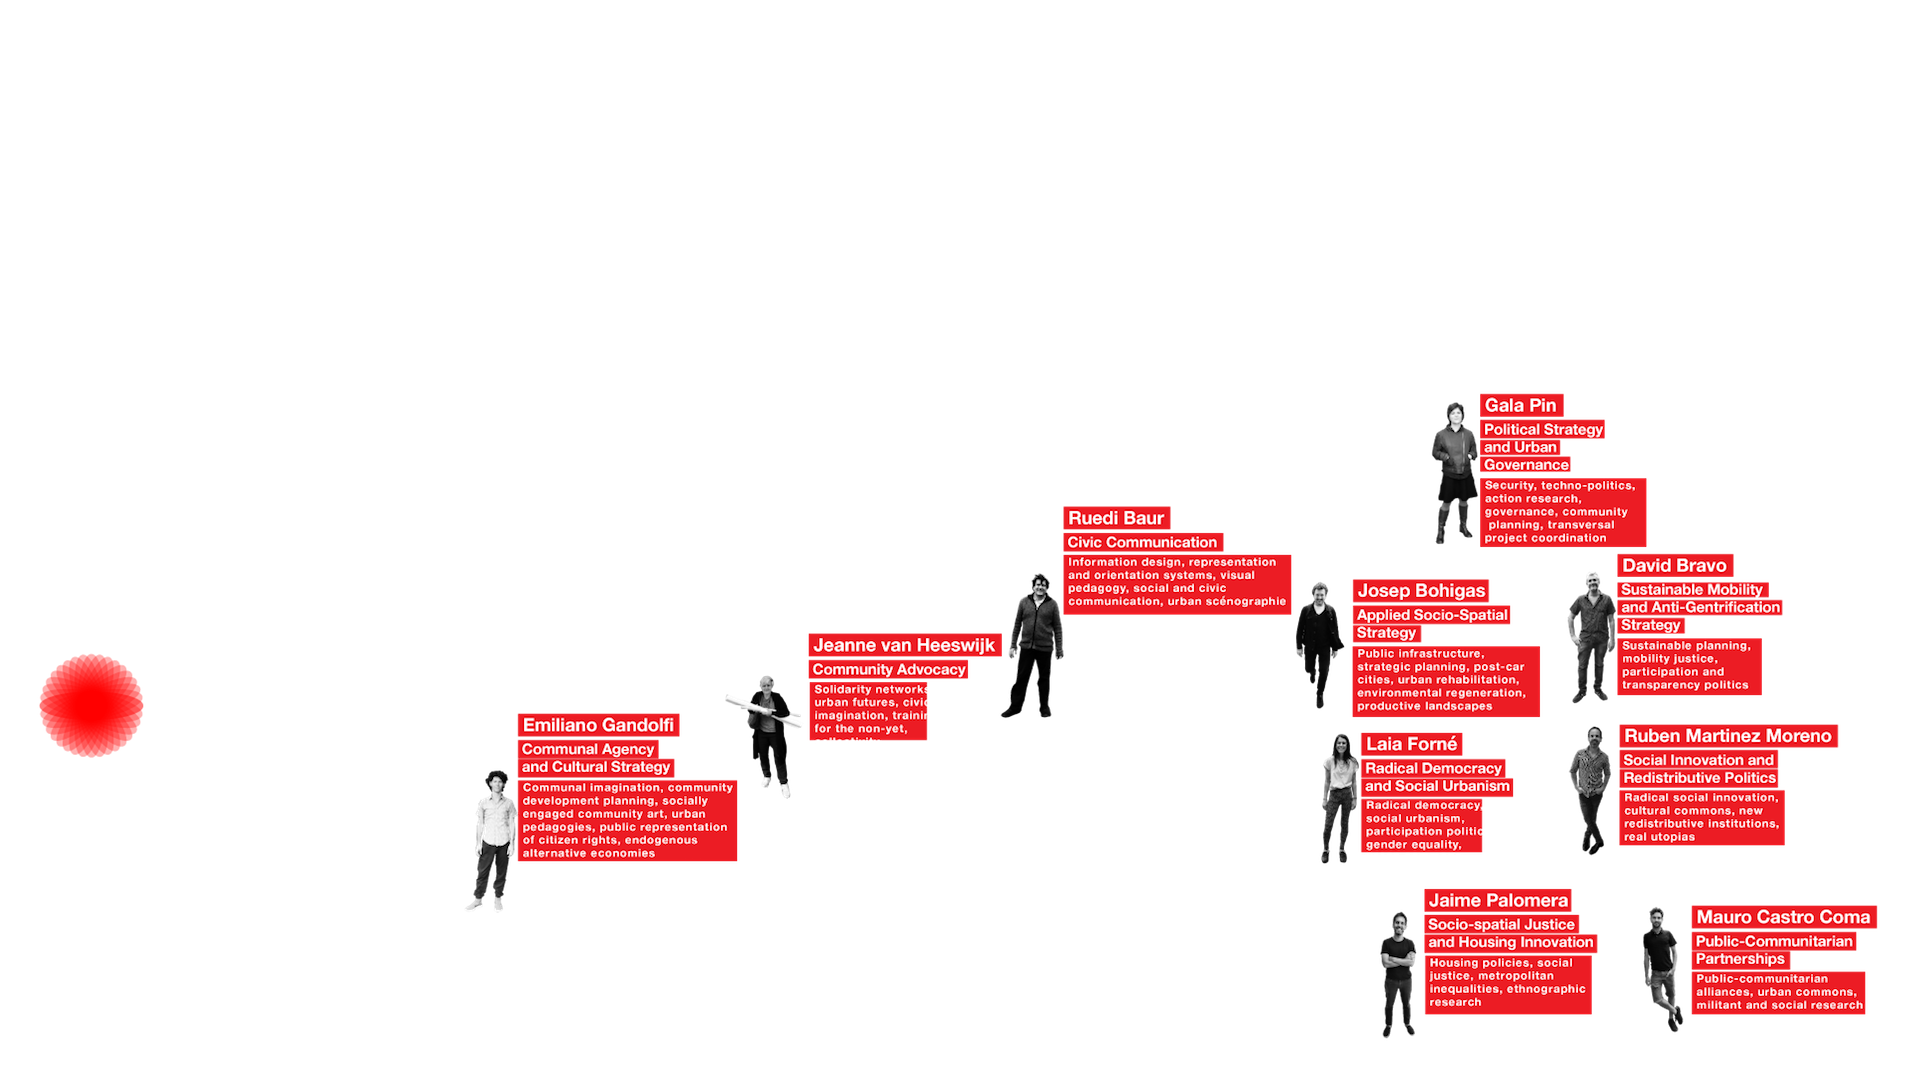 Gala Pin
Political Strategy
and Urban
Governance
Security, techno-politics,
action research,
governance, community
planning, transversal
project coordination
Ruedi Baur
Civic Communication
Information design, representation
and orientation systems, visual
pedagogy, social and civic
communication, urban scénographie
David Bravo
Sustainable Mobility
and Anti-Gentrification
Strategy
Sustainable planning,
mobility justice,
participation and
transparency politics
Josep Bohigas
Applied Socio-Spatial
Strategy
Public infrastructure,
strategic planning, post-car
cities, urban rehabilitation,
environmental regeneration,
productive landscapes
Jeanne van Heeswijk
Community Advocacy
Solidarity networks
urban futures, civic
imagination,
for the non-yet,
Emiliano Gandolfi
Communal Agency
and Cultural Strategy
Communal imagination, community
development planning, socially
engaged community art, urban
pedagogies, public representation
of citizen rights, endogenous
alternative economies
Laia Forné
Radical Democracy
and Social Urbanism
Radical democracy,
social urbanism,
participation
gender equality,
Ruben Martinez Moreno
Social Innovation and
Redistributive Politics
Radical social innovation,
cultural commons, new
redistributive institutions,
real utopias
Jaime Palomera
Socio-spatial Justice
and Housing Innovation
Housing policies, social
justice, metropolitan
inequalities, ethnographic
research
Mauro Castro Coma
Public-Communitarian
Partnerships
Public-communitarian
alliances, urban commons,
militant and social research